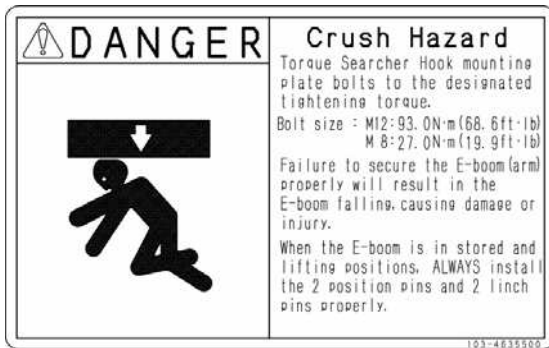 DANGER
Crush Hazard
Torque Searcher Hook mounting
plate bolts to the designated
tightening torque.
Bolt size : M12:93.0N·m(68.6ft·lb)
M 8:27.0N·m(19.9ft·lb)
Failure to secure the E-boom(arm)
properly will result in the
E-boom falling, causing damage or
injury.
When the E-boom is in stored and
lifting positions, ALWAYS install
the 2 position pins and 2 linch
pins properly.
103-4635500